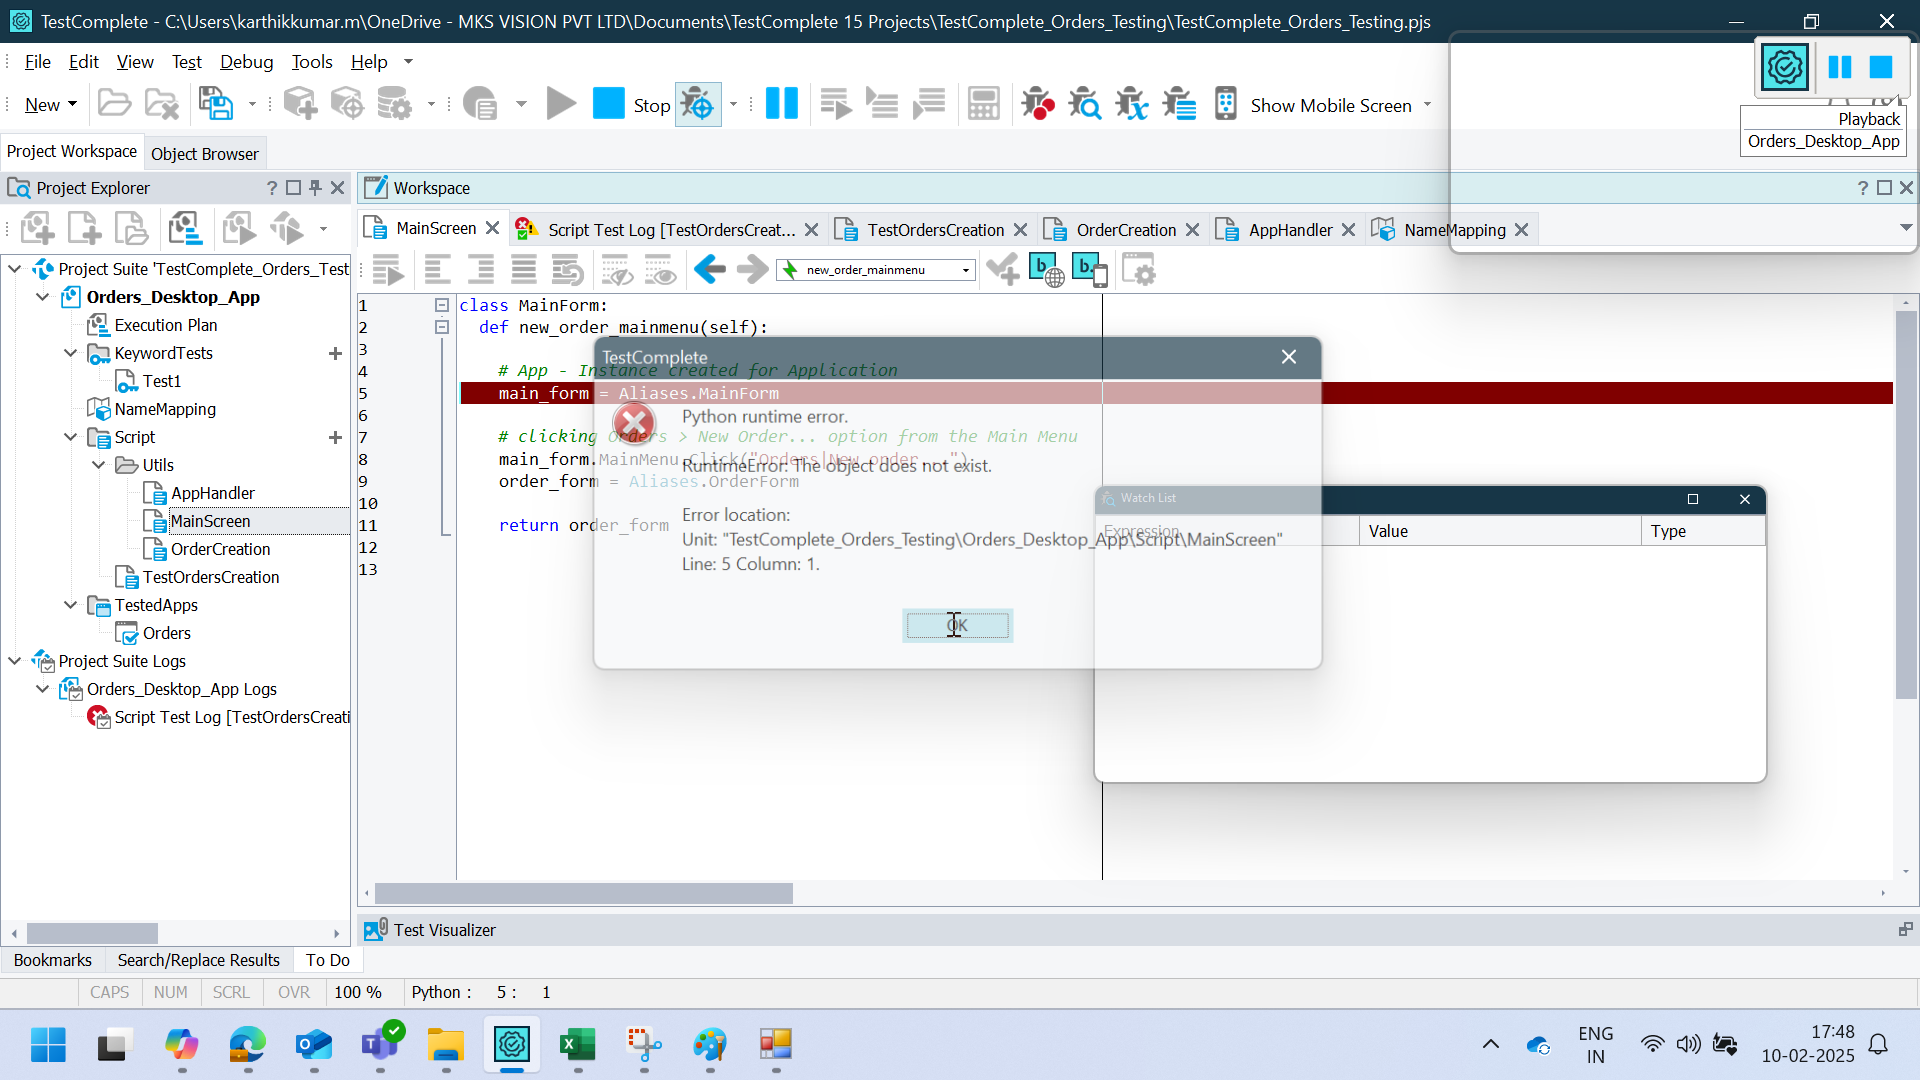 TestComplete - C:\Users\karthikkumar.m\OneDrive - MKS VISION PVT LTD\Documents\TestComplete 15 Projects\TestComplete_Orders_Testing\TestComplete_Orders_Testing.pjs
File Edit View Test Debug Tools Help
New Stop Show Mobile Screen
Playback
Orders_Desktop_App
Project Workspace Object Browser
Project Explorer
Workspace
MainScreen Script Test Log [TestOrdersCreat... TestOrdersCreation OrderCreation AppHandler NameMapping
new_order_mainmenu
Project Suite 'TestComplete_Orders_Test
Orders_Desktop_App
Execution Plan
KeywordTests
Test1
NameMapping
Script
Utils
AppHandler
MainScreen
OrderCreation
TestOrdersCreation
TestedApps
Orders
Project Suite Logs
Orders_Desktop_App Logs
Script Test Log [TestOrdersCreati
1 class MainForm:
2 def new_order_mainmenu(self):
3
4 # App - Instance created for Application
5 main_form = Aliases.MainForm
6
7 # clicking Orders > New Order... option from the Main Menu
8 main_form.MainMenu.Click("Orders|New order...")
9 order_form = Aliases.OrderForm
10
11 return order_form
12
13
TestComplete
Python runtime error.
RuntimeError: The object does not exist.
Error location:
Unit: "TestComplete_Orders_Testing\Orders_Desktop_App\Script\MainScreen"
Line: 5 Column: 1.
OK
Watch List
Expression Value Type
Test Visualizer
Bookmarks Search/Replace Results To Do
CAPS NUM SCRL OVR 100 % Python : 5 : 1
ENG
IN
17:48
10-02-2025